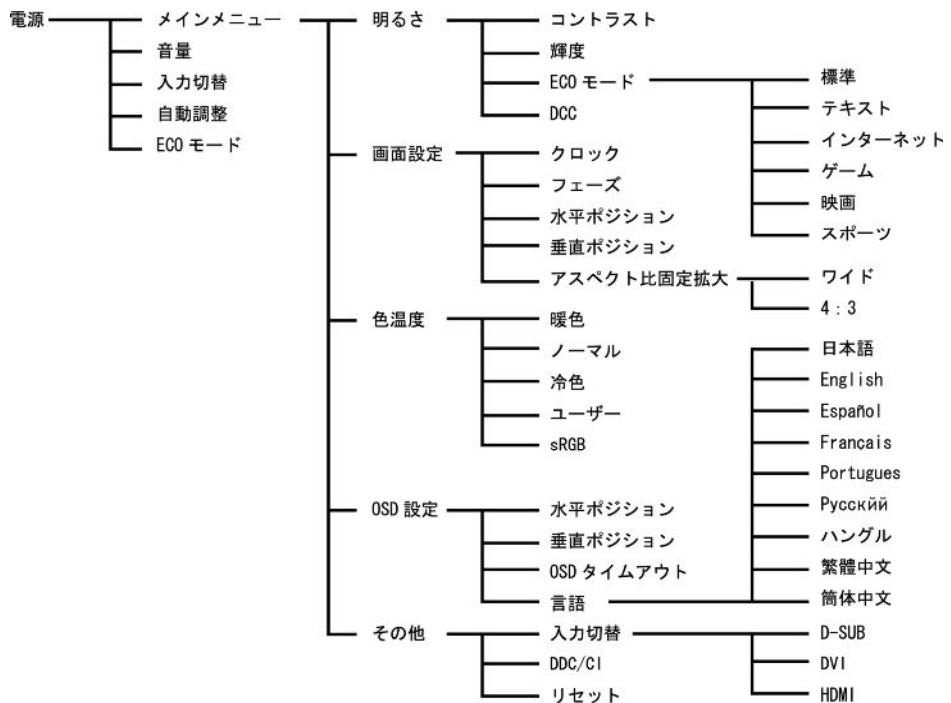 電源
メインメニュー
音量
入力切替
自動調整
ECO モード
明るさ
コントラスト
輝度
ECO モード
標準
テキスト
インターネット
ゲーム
映画
スポーツ
DCC
画面設定
クロック
フェーズ
水平ポジション
垂直ポジション
アスペクト比固定拡大
ワイド
4：3
色温度
暖色
ノーマル
冷色
ユーザー
sRGB
OSD 設定
水平ポジション
垂直ポジション
OSD タイムアウト
言語
日本語
English
Español
Français
Portugues
Русскйй
ハングル
繁體中文
筒体中文
その他
入力切替
D-SUB
DVI
HDMI
DDC/CI
リセット